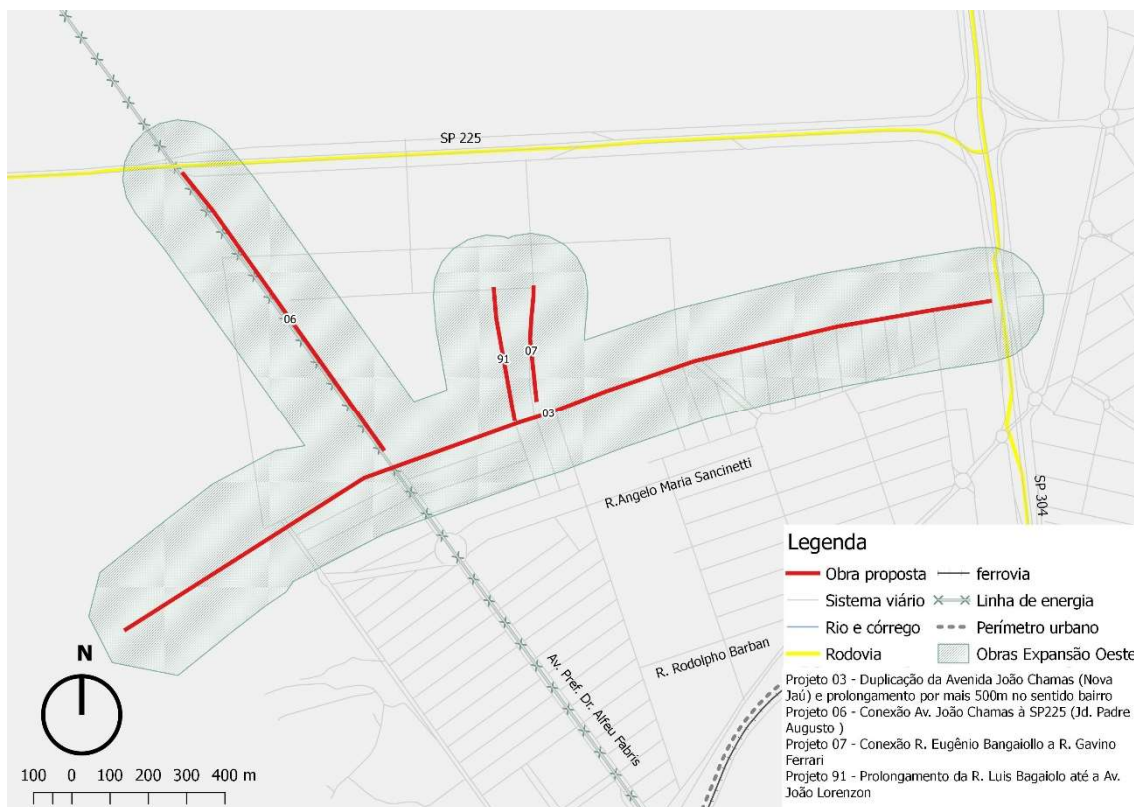 SP 225
06
91
07
03
R.Angelo Maria Sancinetti
SP 304
R. Rodolpho Barban
Av. Pref. Dr. Alfeu Fabris
N
100 0 100 200 300 400 m
Legenda
Obra proposta
ferrovia
Sistema viário
Linha de energia
Rio e córrego
Perímetro urbano
Rodovia
Obras Expansão Oeste
Projeto 03 - Duplicação da Avenida João Chamas (Nova
Jaú) e prolongamento por mais 500m no sentido bairro
Projeto 06 - Conexão Av. João Chamas à SP225 (Jd. Padre
Augusto )
Projeto 07 - Conexão R. Eugênio Bangaiollo a R. Gavino
Ferrari
Projeto 91 - Prolongamento da R. Luis Bagaiolo até a Av.
João Lorenzon